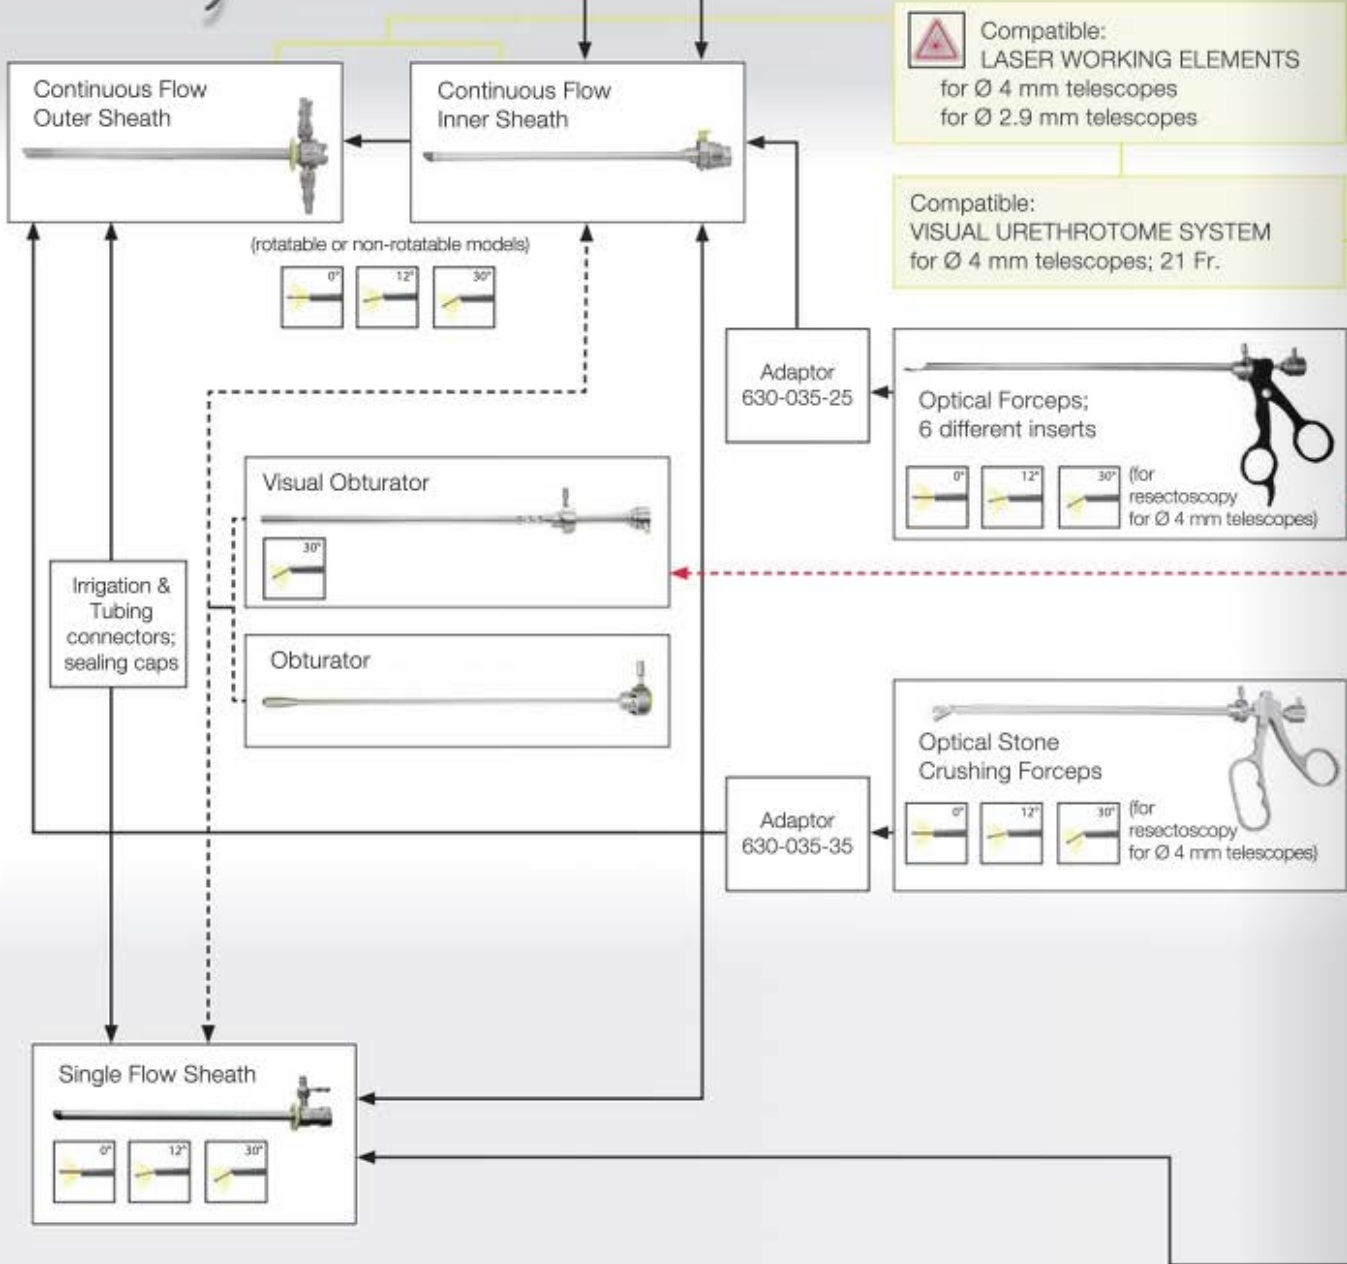 Compatible:
LASER WORKING ELEMENTS
for Ø 4 mm telescopes
for Ø 2.9 mm telescopes
Continuous Flow
Outer Sheath
Continuous Flow
Inner Sheath
Compatible:
VISUAL URETHROTOME SYSTEM
for Ø 4 mm telescopes; 21 Fr.
(rotatable or non-rotatable models)
0°
12°
30°
Adaptor
630-035-25
Optical Forceps;
6 different inserts
0°
12°
30°
(for
resectoscopy
for Ø 4 mm telescopes)
Visual Obturator
30°
Irrigation &
Tubing
connectors;
sealing caps
Obturator
Optical Stone
Crushing Forceps
0°
12°
30°
(for
resectoscopy
for Ø 4 mm telescopes)
Adaptor
630-035-35
Single Flow Sheath
0°
12°
30°